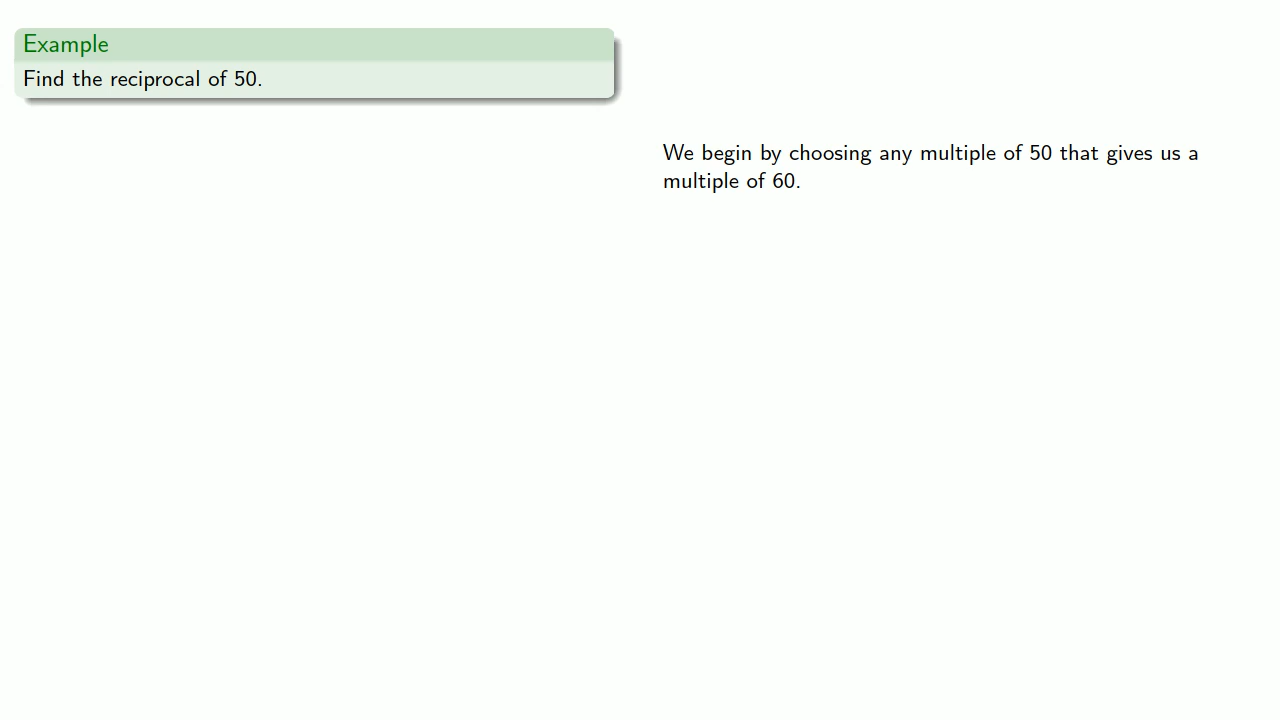 Example
Find the reciprocal of 50.
We begin by choosing any multiple of 50 that gives us a
multiple of 60.